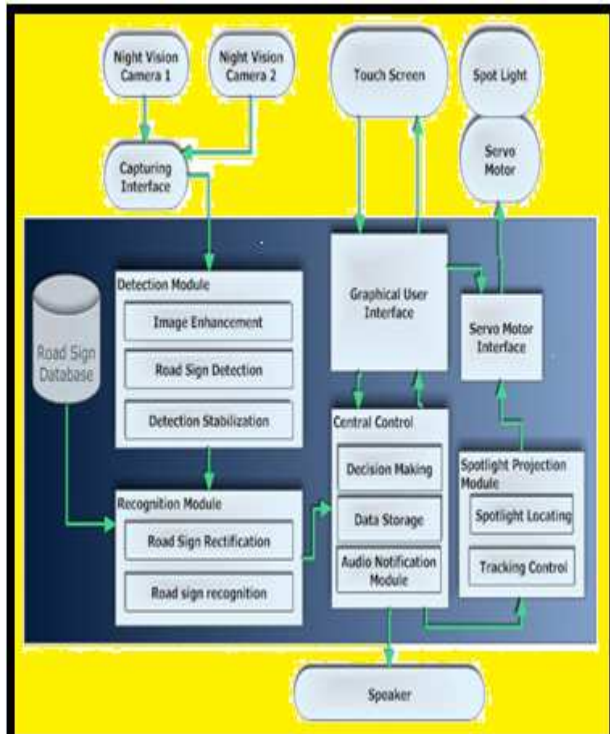 Night Vision
Camera 1
Night Vision
Camera 2
Touch Screen
Spot Light
Capturing
Interface
Servo
Motor
Detection Module
Image Enhancement
Road Sign Detection
Detection Stabilization
Road Sign
Database
Graphical User
Interface
Servo Motor
Interface
Recognition Module
Road Sign Rectification
Road sign recognition
Central Control
Decision Making
Data Storage
Audio Notification
Module
Spotlight Projection
Module
Spotlight Locating
Tracking Control
Speaker